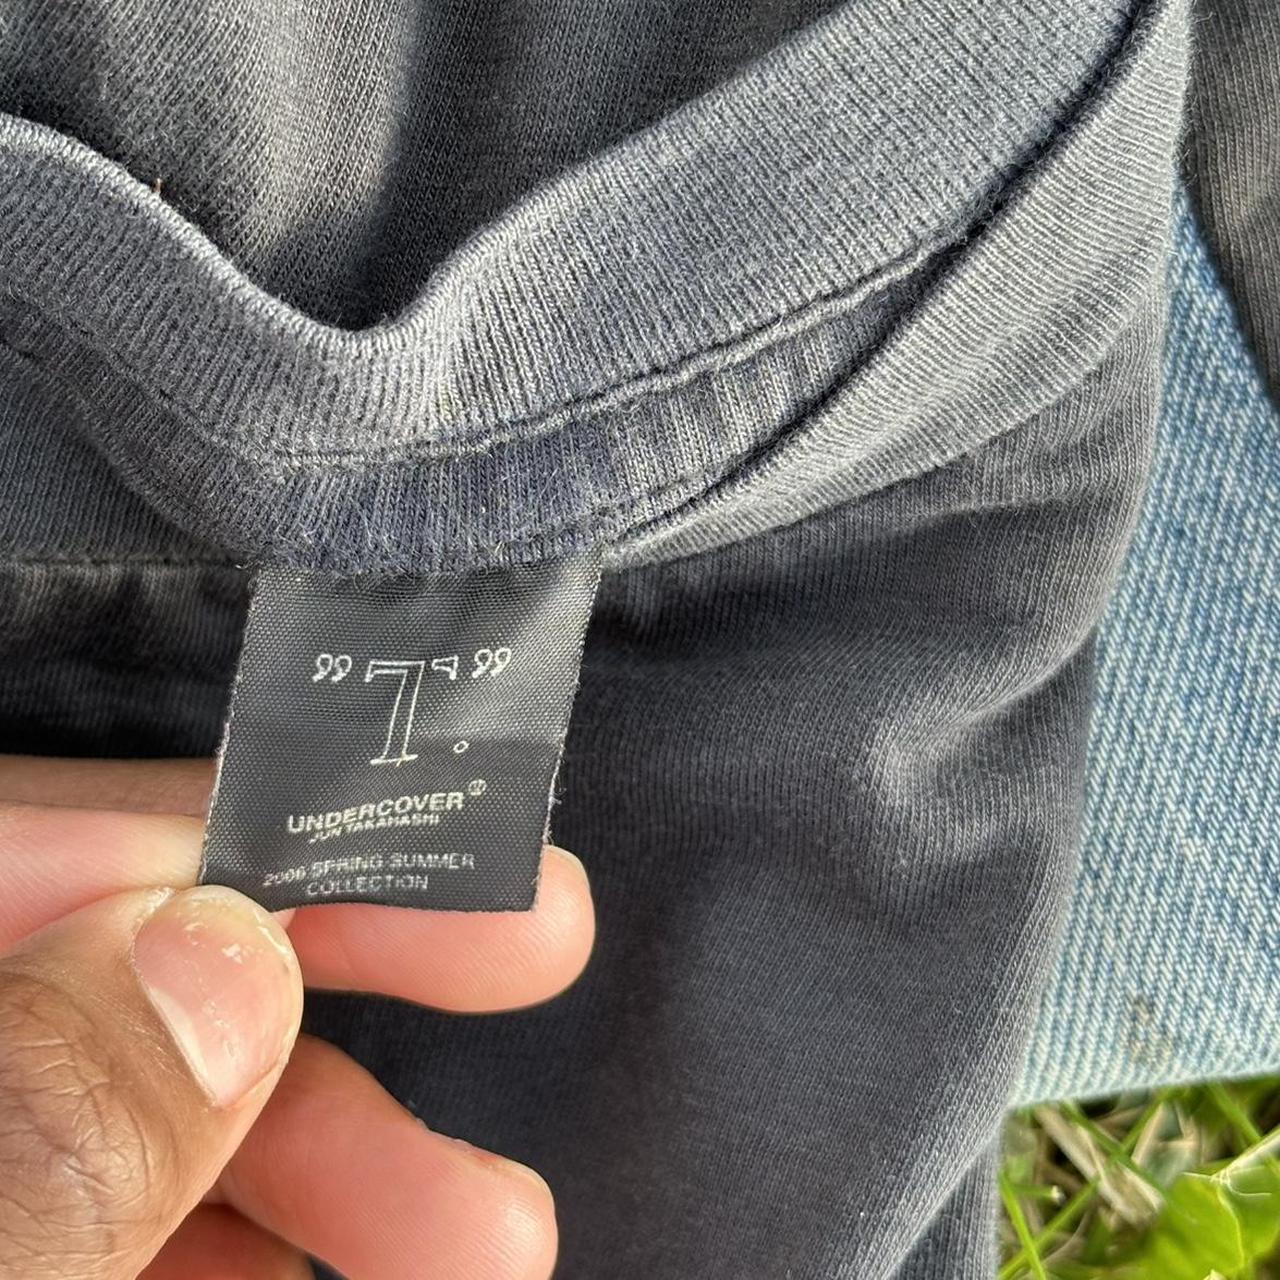 ”T.”
UNDERCOVER®
JUN TAKAHASHI
2006 SPRING SUMMER
COLLECTION